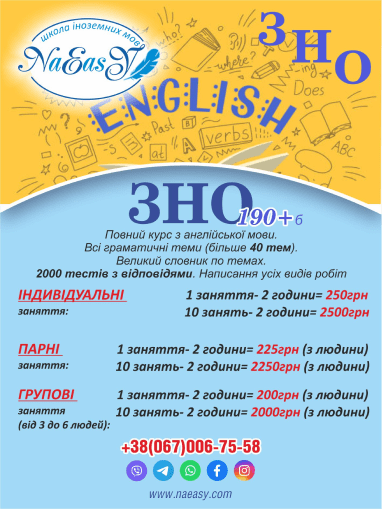 школа іноземних мов
NaEasY
ЗНО
?
where?
-ing
Does
ENGLISH
Past
verbs
at
A
ABC
ЗНО 190+б
Повний курс з англійської мови.
Всі граматичні теми (більше 40 тем).
Великий словник по темах.
2000 тестів з відповідями. Написання усіх видів робіт
ІНДИВІДУАЛЬНІ 1 заняття- 2 години= 250грн
заняття: 10 занять- 2 години= 2500грн
ПАРНІ 1 заняття- 2 години= 225грн (з людини)
заняття: 10 занять- 2 години= 2250грн (з людини)
ГРУПОВІ 1 заняття- 2 години= 200грн (з людини)
заняття 10 занять- 2 години= 2000грн (з людини)
(від 3 до 6 людей):
+38(067)006-75-58
www.naeasy.com